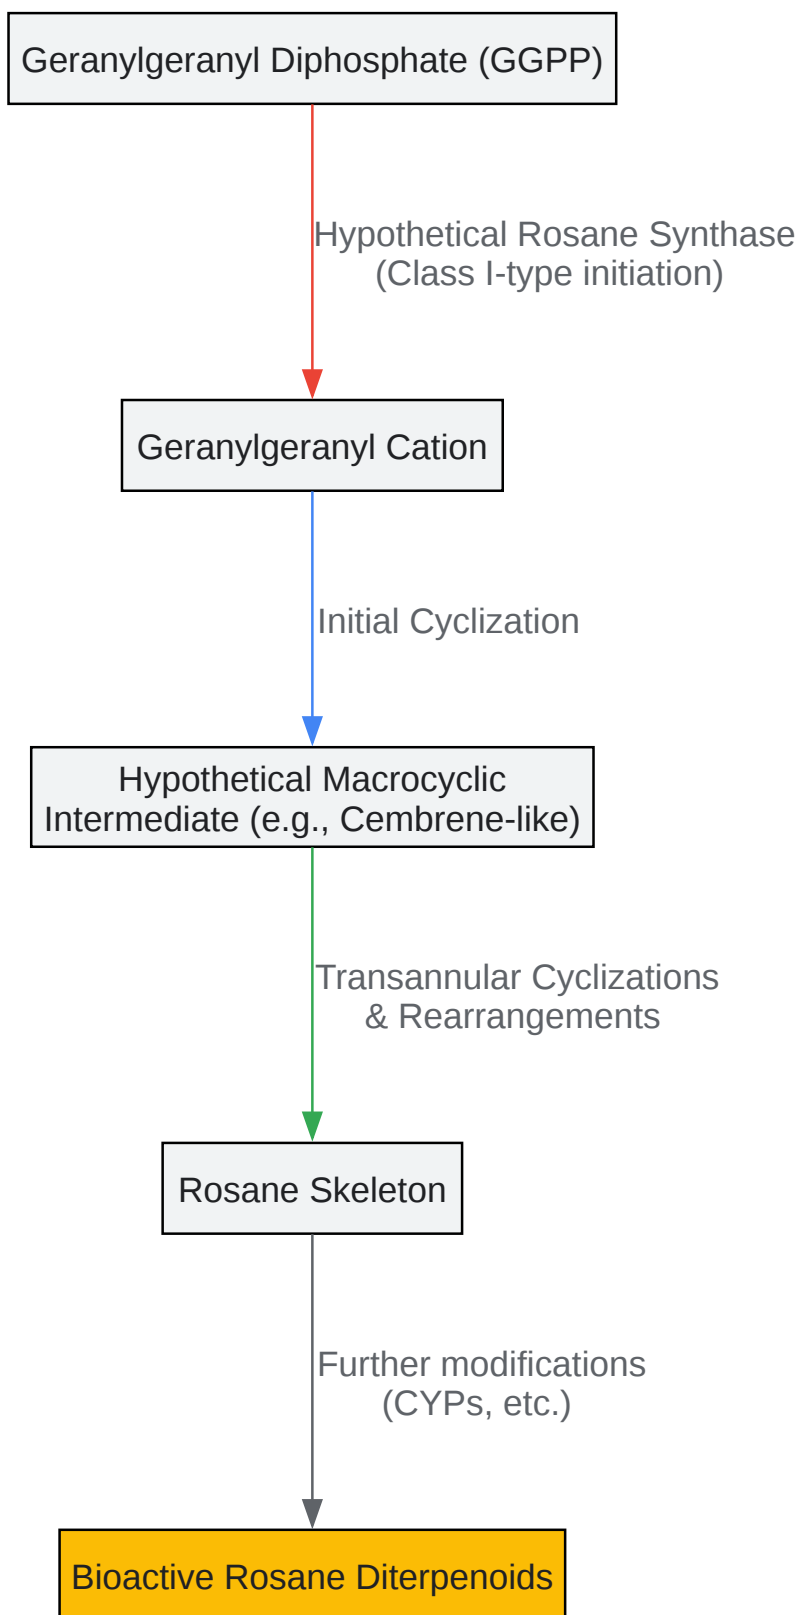 Geranylgeranyl Diphosphate (GGPP)
Hypothetical Rosane Synthase
(Class I-type initiation)
Geranylgeranyl Cation
Initial Cyclization
Hypothetical Macrocyclic
Intermediate (e.g., Cembrene-like)
Transannular Cyclizations
& Rearrangements
Rosane Skeleton
Further modifications
(CYPs, etc.)
Bioactive Rosane Diterpenoids